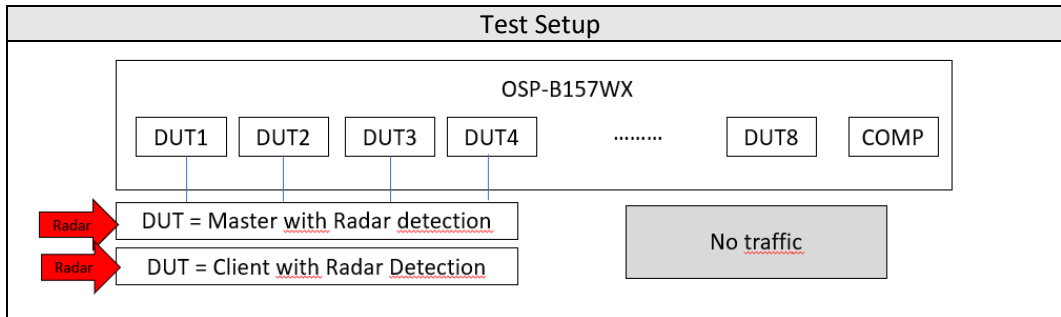 Test Setup
OSP-B157WX
DUT1 DUT2 DUT3 DUT4 ……… DUT8 COMP
Radar DUT = Master with Radar detection
No traffic
Radar DUT = Client with Radar Detection